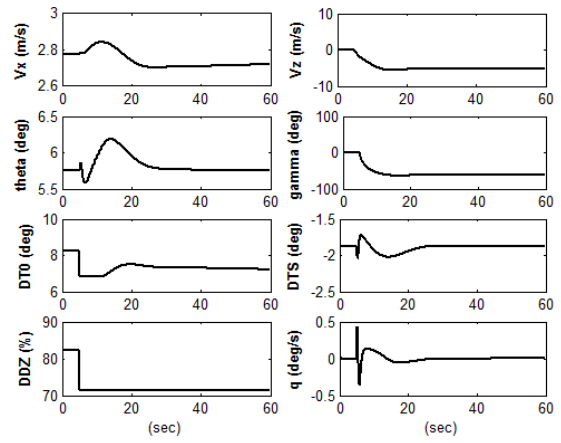 Vx (m/s)
3
2.8
2.6
0 20 40 60
Vz (m/s)
10
0
-10
0 20 40 60
theta (deg)
6.5
6
5.5
0 20 40 60
gamma (deg)
100
0
-100
0 20 40 60
DT0 (deg)
10
8
6
0 20 40 60
DTS (deg)
-1.5
-2
-2.5
0 20 40 60
DDZ (%)
90
80
70
0 20 40 60
(sec)
q (deg/s)
0.5
0
-0.5
0 20 40 60
(sec)